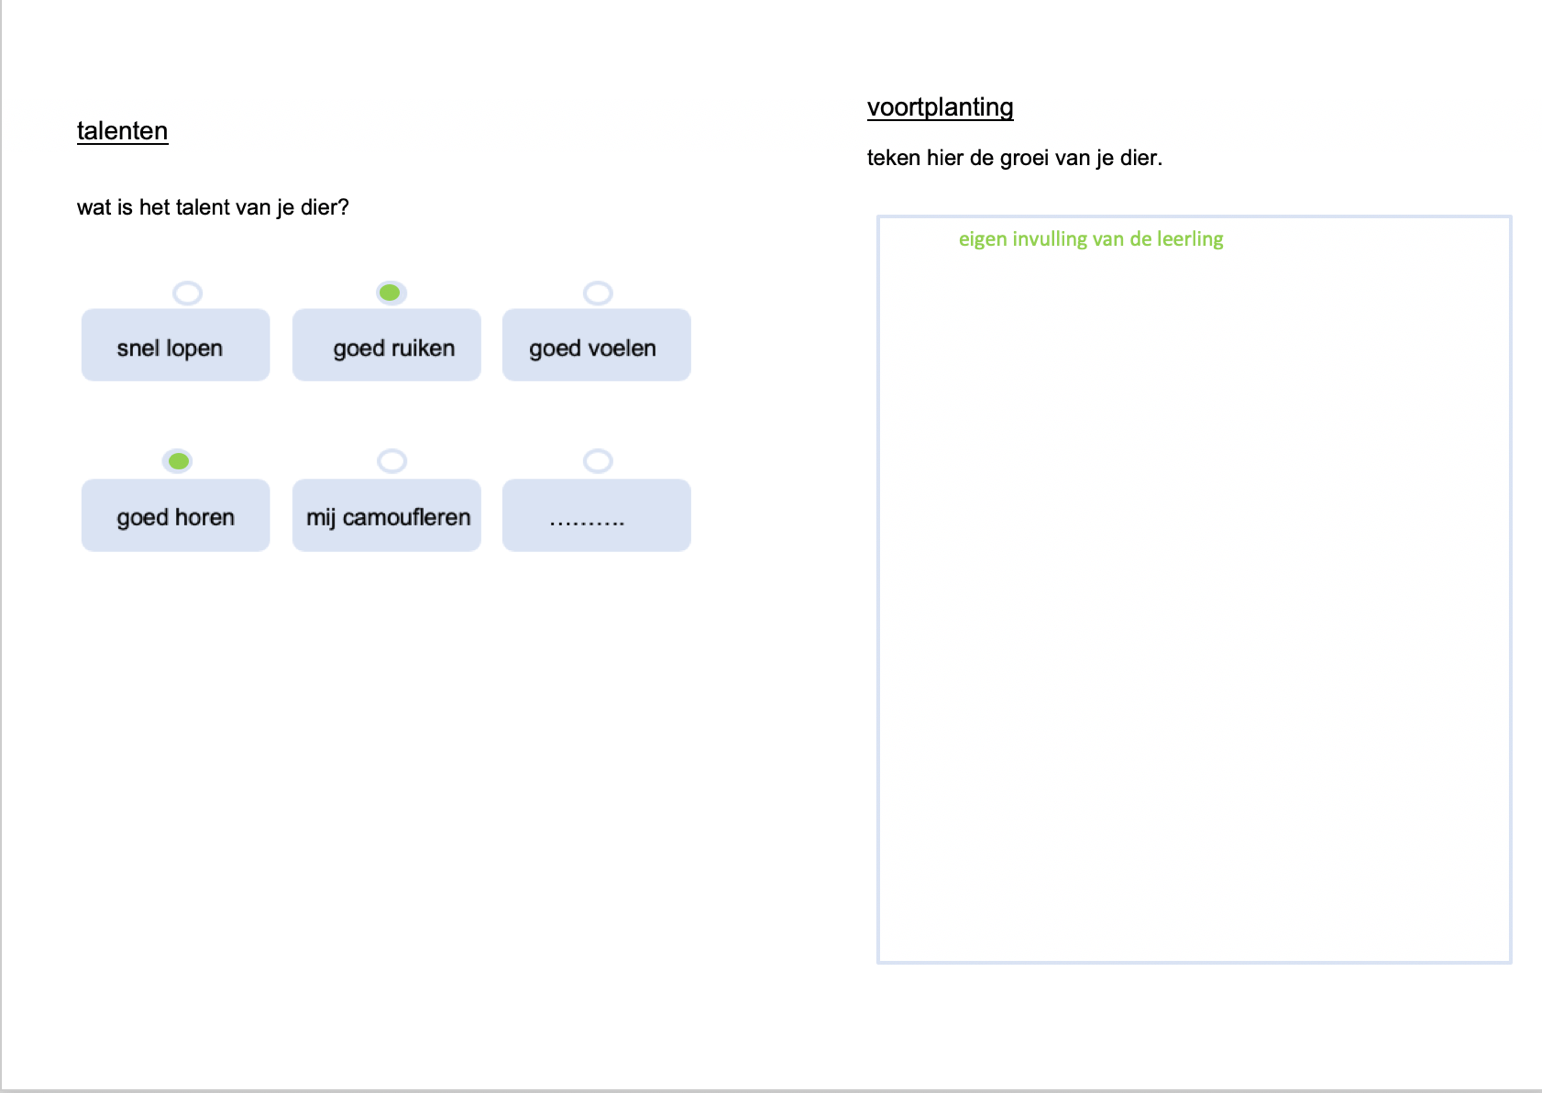 talenten
wat is het talent van je dier?
snel lopen
goed ruiken
goed voelen
goed horen
mij camoufleren
..........
voortplanting
teken hier de groei van je dier.
eigen invulling van de leerling